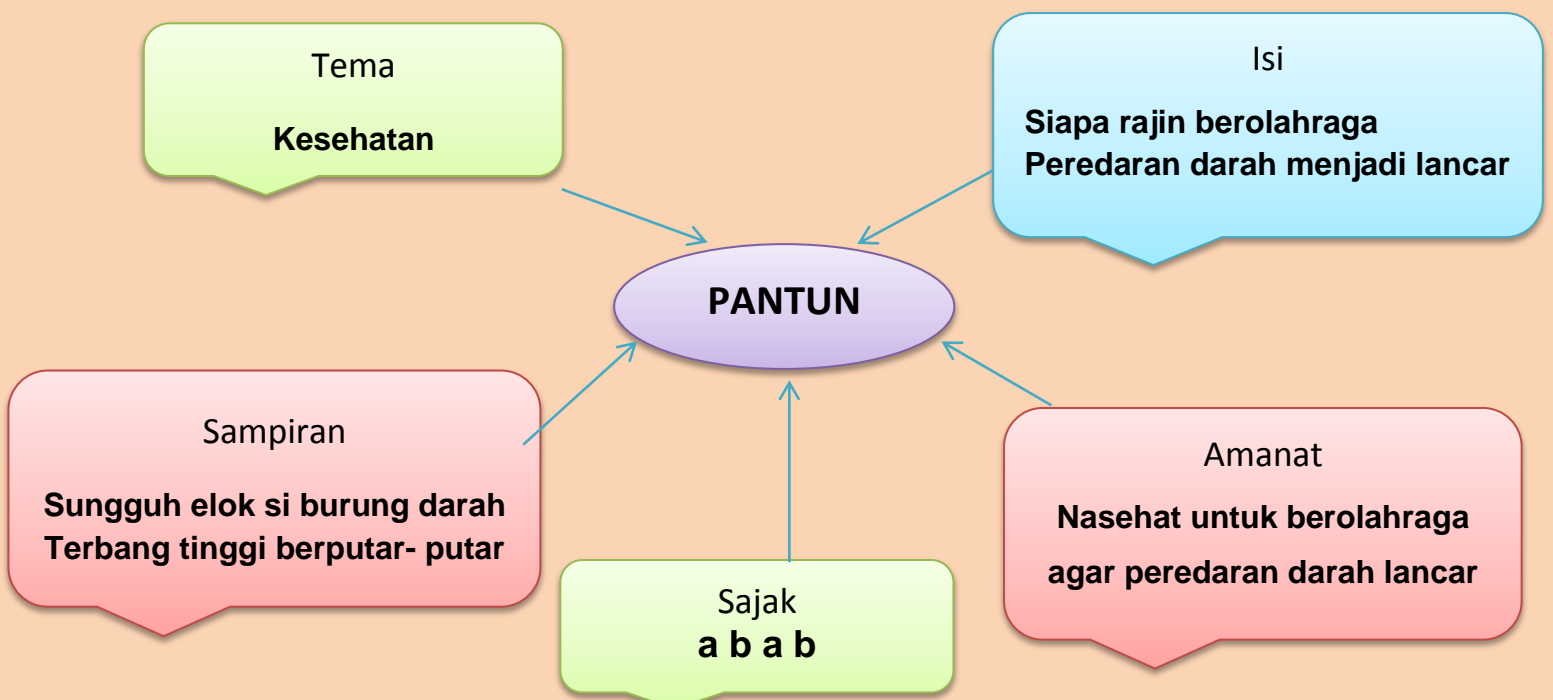 Tema
Kesehatan
Isi
Siapa rajin berolahraga
Peredaran darah menjadi lancar
PANTUN
Sampiran
Sungguh elok si burung darah
Terbang tinggi berputar- putar
Sajak
a b a b
Amanat
Nasehat untuk berolahraga
agar peredaran darah lancar